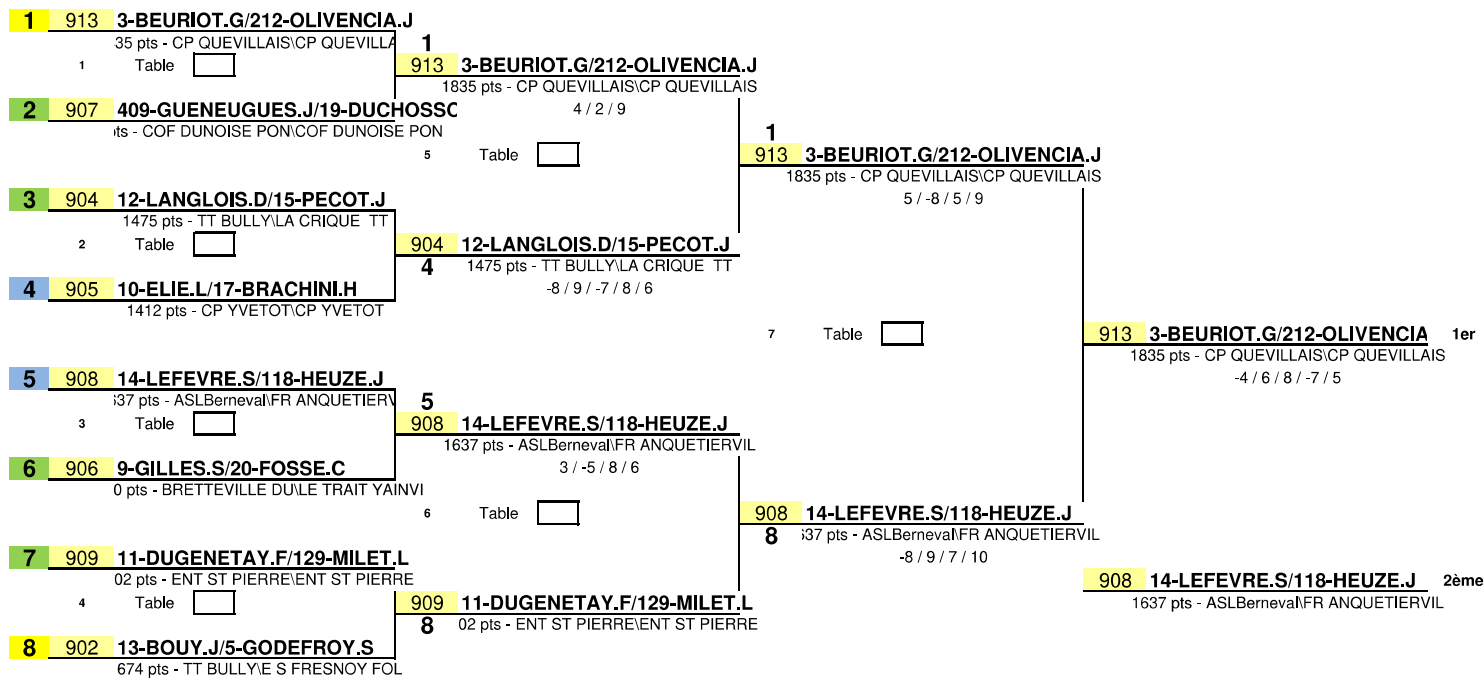 1 913 3-BEURIOT.G/212-OLIVENCIA.J
35 pts - CP QUEVILLAIS\CP QUEVILLA
1 Table
2 907 409-GUENEUGUES.J/19-DUCHOSSO
pts - COF DUNOISE PON\COF DUNOISE PON
3 904 12-LANGLOIS.D/15-PECOT.J
1475 pts - TT BULLY\LA CRIQUE TT
2 Table
4 905 10-ELIE.L/17-BRACHINI.H
1412 pts - CP YVETOT\CP YVETOT
5 908 14-LEFEVRE.S/118-HEUZE.J
637 pts - ASLBerneval\FR ANQUETIERV
3 Table
6 906 9-GILLES.S/20-FOSSE.C
0 pts - BRETTEVILLE DU\LE TRAIT YAINVI
7 909 11-DUGENETAY.F/129-MILET.L
02 pts - ENT ST PIERRE\ENT ST PIERRE
4 Table
8 902 13-BOUY.J/5-GODEFROY.S
674 pts - TT BULLY\E S FRESNOY FOL
1
913 3-BEURIOT.G/212-OLIVENCIA.J
1835 pts - CP QUEVILLAIS\CP QUEVILLAIS
4 / 2 / 9
5 Table
904 12-LANGLOIS.D/15-PECOT.J
4 1475 pts - TT BULLY\LA CRIQUE TT
-8 / 9 / -7 / 8 / 6
5
908 14-LEFEVRE.S/118-HEUZE.J
1637 pts - ASLBerneval\FR ANQUETIERVIL
3 / -5 / 8 / 6
6 Table
909 11-DUGENETAY.F/129-MILET.L
8 02 pts - ENT ST PIERRE\ENT ST PIERRE
1
913 3-BEURIOT.G/212-OLIVENCIA.J
1835 pts - CP QUEVILLAIS\CP QUEVILLAIS
5 / -8 / 5 / 9
7 Table
908 14-LEFEVRE.S/118-HEUZE.J
8 637 pts - ASLBerneval\FR ANQUETIERVIL
-8 / 9 / 7 / 10
913 3-BEURIOT.G/212-OLIVENCIA 1er
1835 pts - CP QUEVILLAIS\CP QUEVILLAIS
-4 / 6 / 8 / -7 / 5
908 14-LEFEVRE.S/118-HEUZE.J 2ème
1637 pts - ASLBerneval\FR ANQUETIERVIL